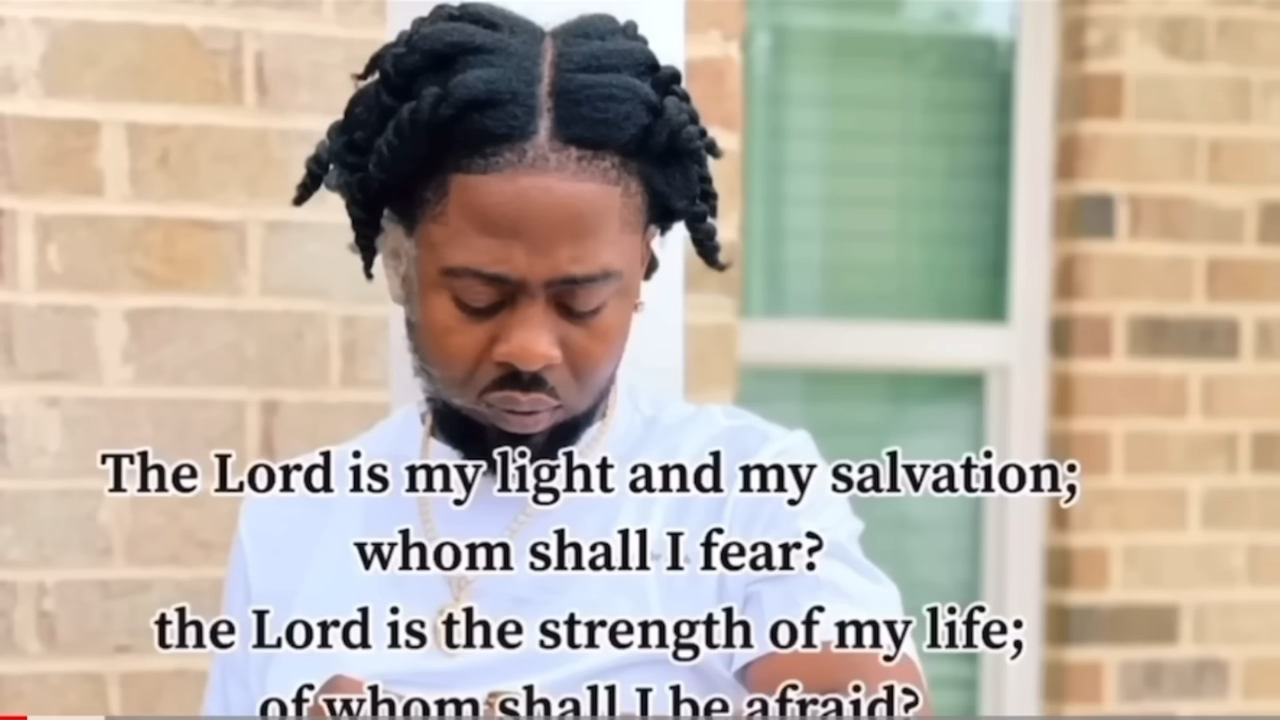 The Lord is my light and my salvation;
whom shall I fear?
the Lord is the strength of my life;
of whom shall I be afraid?